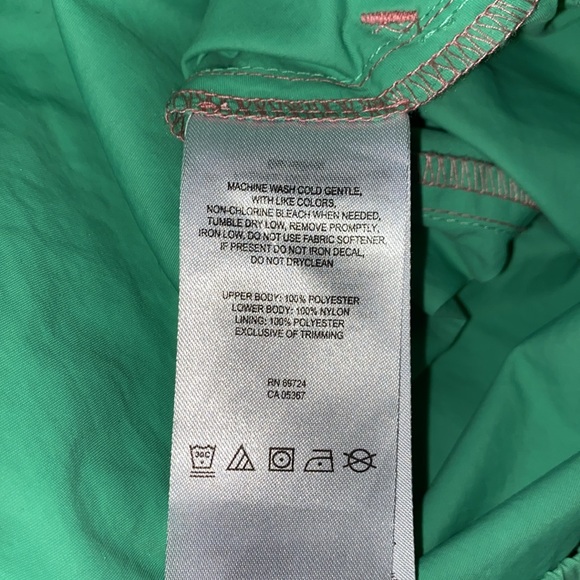 MACHINE WASH COLD GENTLE,
WITH LIKE COLORS,
NON-CHLORINE BLEACH WHEN NEEDED,
TUMBLE DRY LOW, REMOVE PROMPTLY,
IRON LOW. DO NOT USE FABRIC SOFTENER.
IF PRESENT DO NOT IRON DECAL,
DO NOT DRYCLEAN
UPPER BODY: 100% POLYESTER
LOWER BODY: 100% NYLON
LINING: 100% POLYESTER
EXCLUSIVE OF TRIMMING
RN 69724
CA 05367
30C